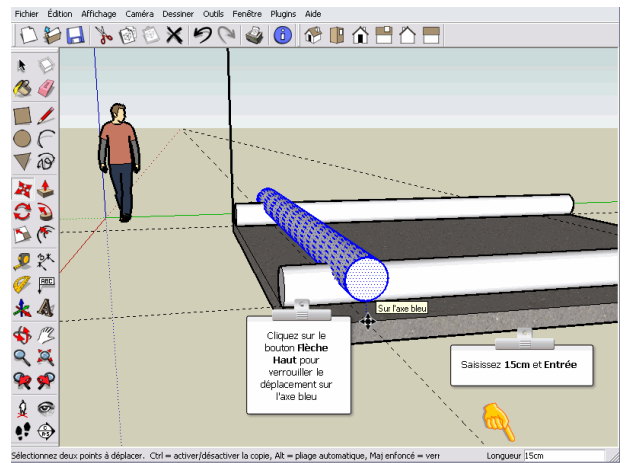 Fichier Édition Affichage Caméra Dessiner Outils Fenêtre Plugins Aide
ABC
Sur l'axe bleu
Cliquez sur le
bouton Flèche
Haut pour
verrouiller le
déplacement sur
l'axe bleu
Saisissez 15cm et Entrée
Sélectionnez deux points à déplacer. Ctrl = activer/désactiver la copie, Alt = pliage automatique, Maj enfoncé = verr
Longueur 15cm